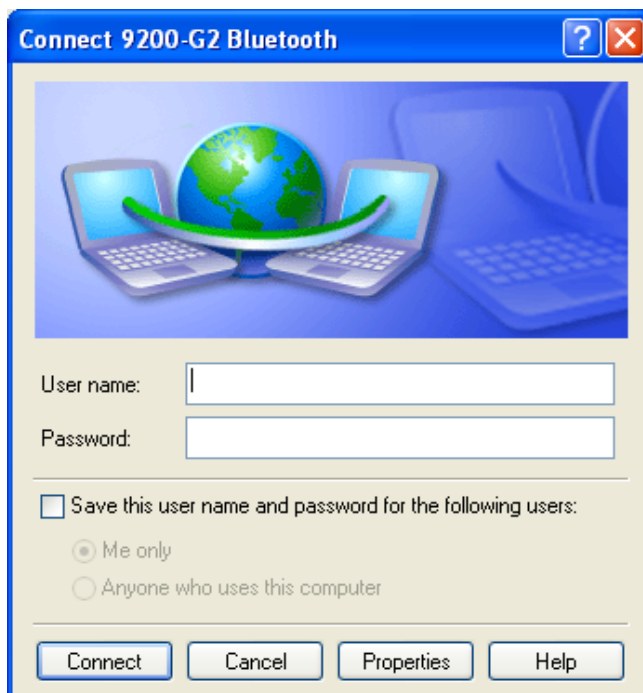 Connect 9200-G2 Bluetooth
User name:
Password:
Save this user name and password for the following users:
Me only
Anyone who uses this computer
Connect Cancel Properties Help